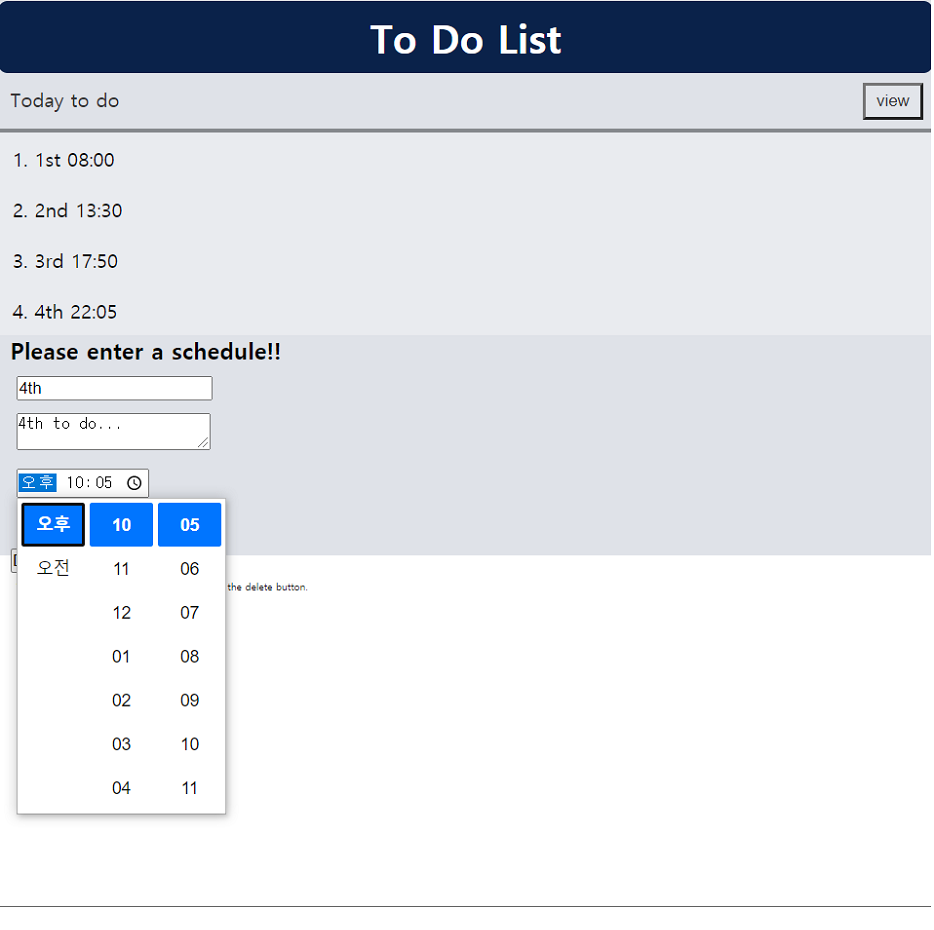 To Do List
Today to do
view
1. 1st 08:00
2. 2nd 13:30
3. 3rd 17:50
4. 4th 22:05
Please enter a schedule!!
4th
4th to do...
오후 10:05
오후 10 05
오전 11 06
the delete button.
12 07
01 08
02 09
03 10
04 11